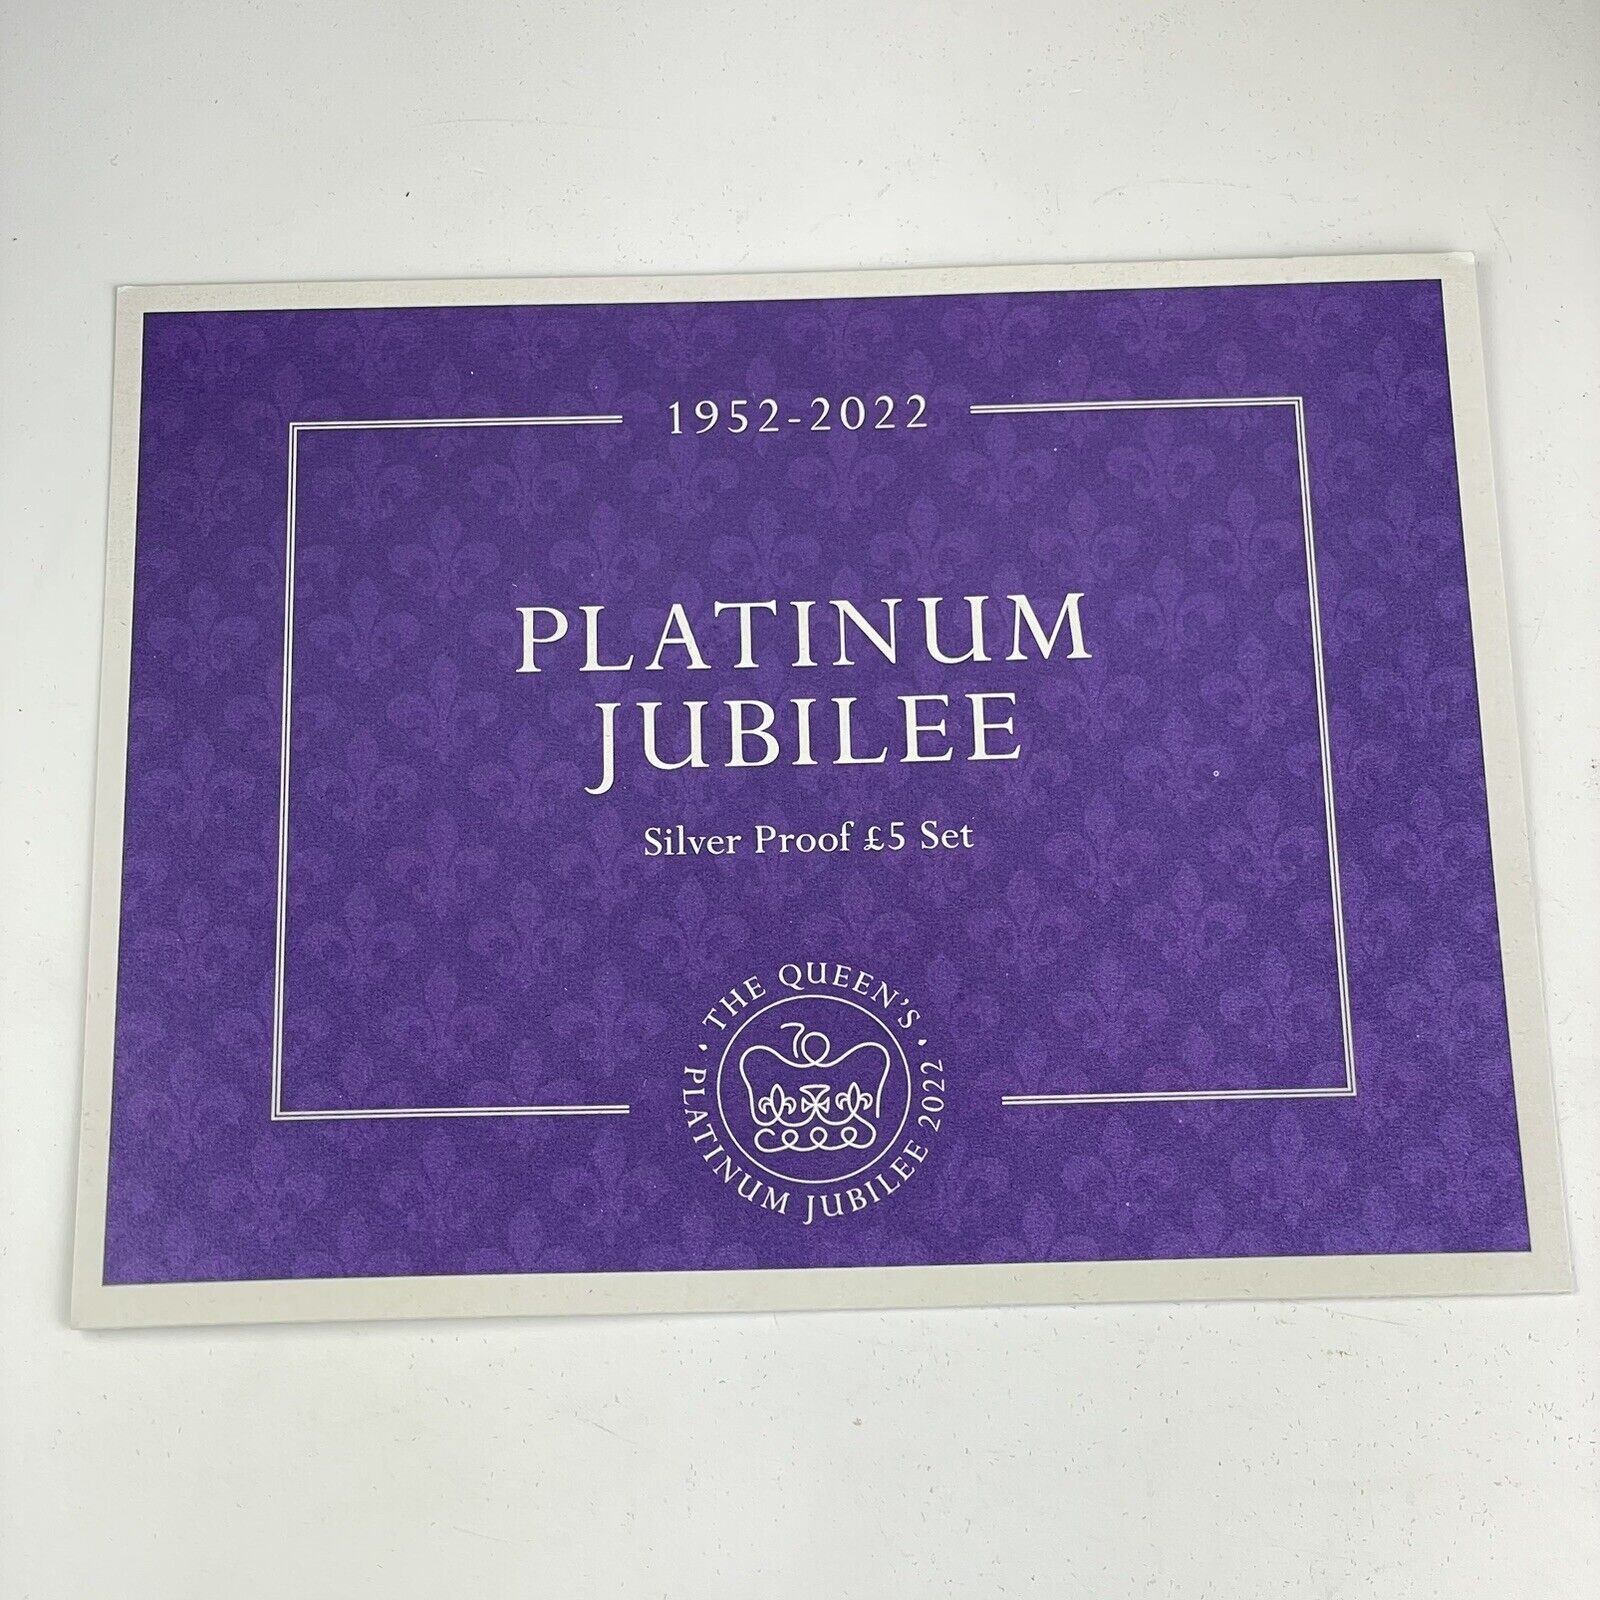 1952-2022
PLATINUM
JUBILEE
Silver Proof £5 Set
· THE QUEEN'S ·
PLATINUM JUBILEE 2022
70